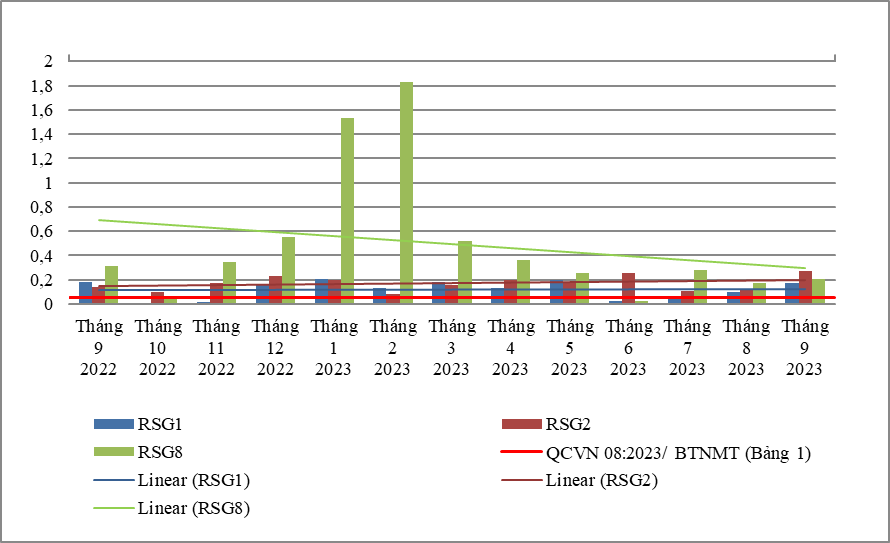 2
1,8
1,6
1,4
1,2
1
0,8
0,6
0,4
0,2
0
Tháng 9 2022
Tháng 10 2022
Tháng 11 2022
Tháng 12 2022
Tháng 1 2023
Tháng 2 2023
Tháng 3 2023
Tháng 4 2023
Tháng 5 2023
Tháng 6 2023
Tháng 7 2023
Tháng 8 2023
Tháng 9 2023
RSG1
RSG2
RSG8
QCVN 08:2023/ BTNMT (Bảng 1)
Linear (RSG1)
Linear (RSG2)
Linear (RSG8)